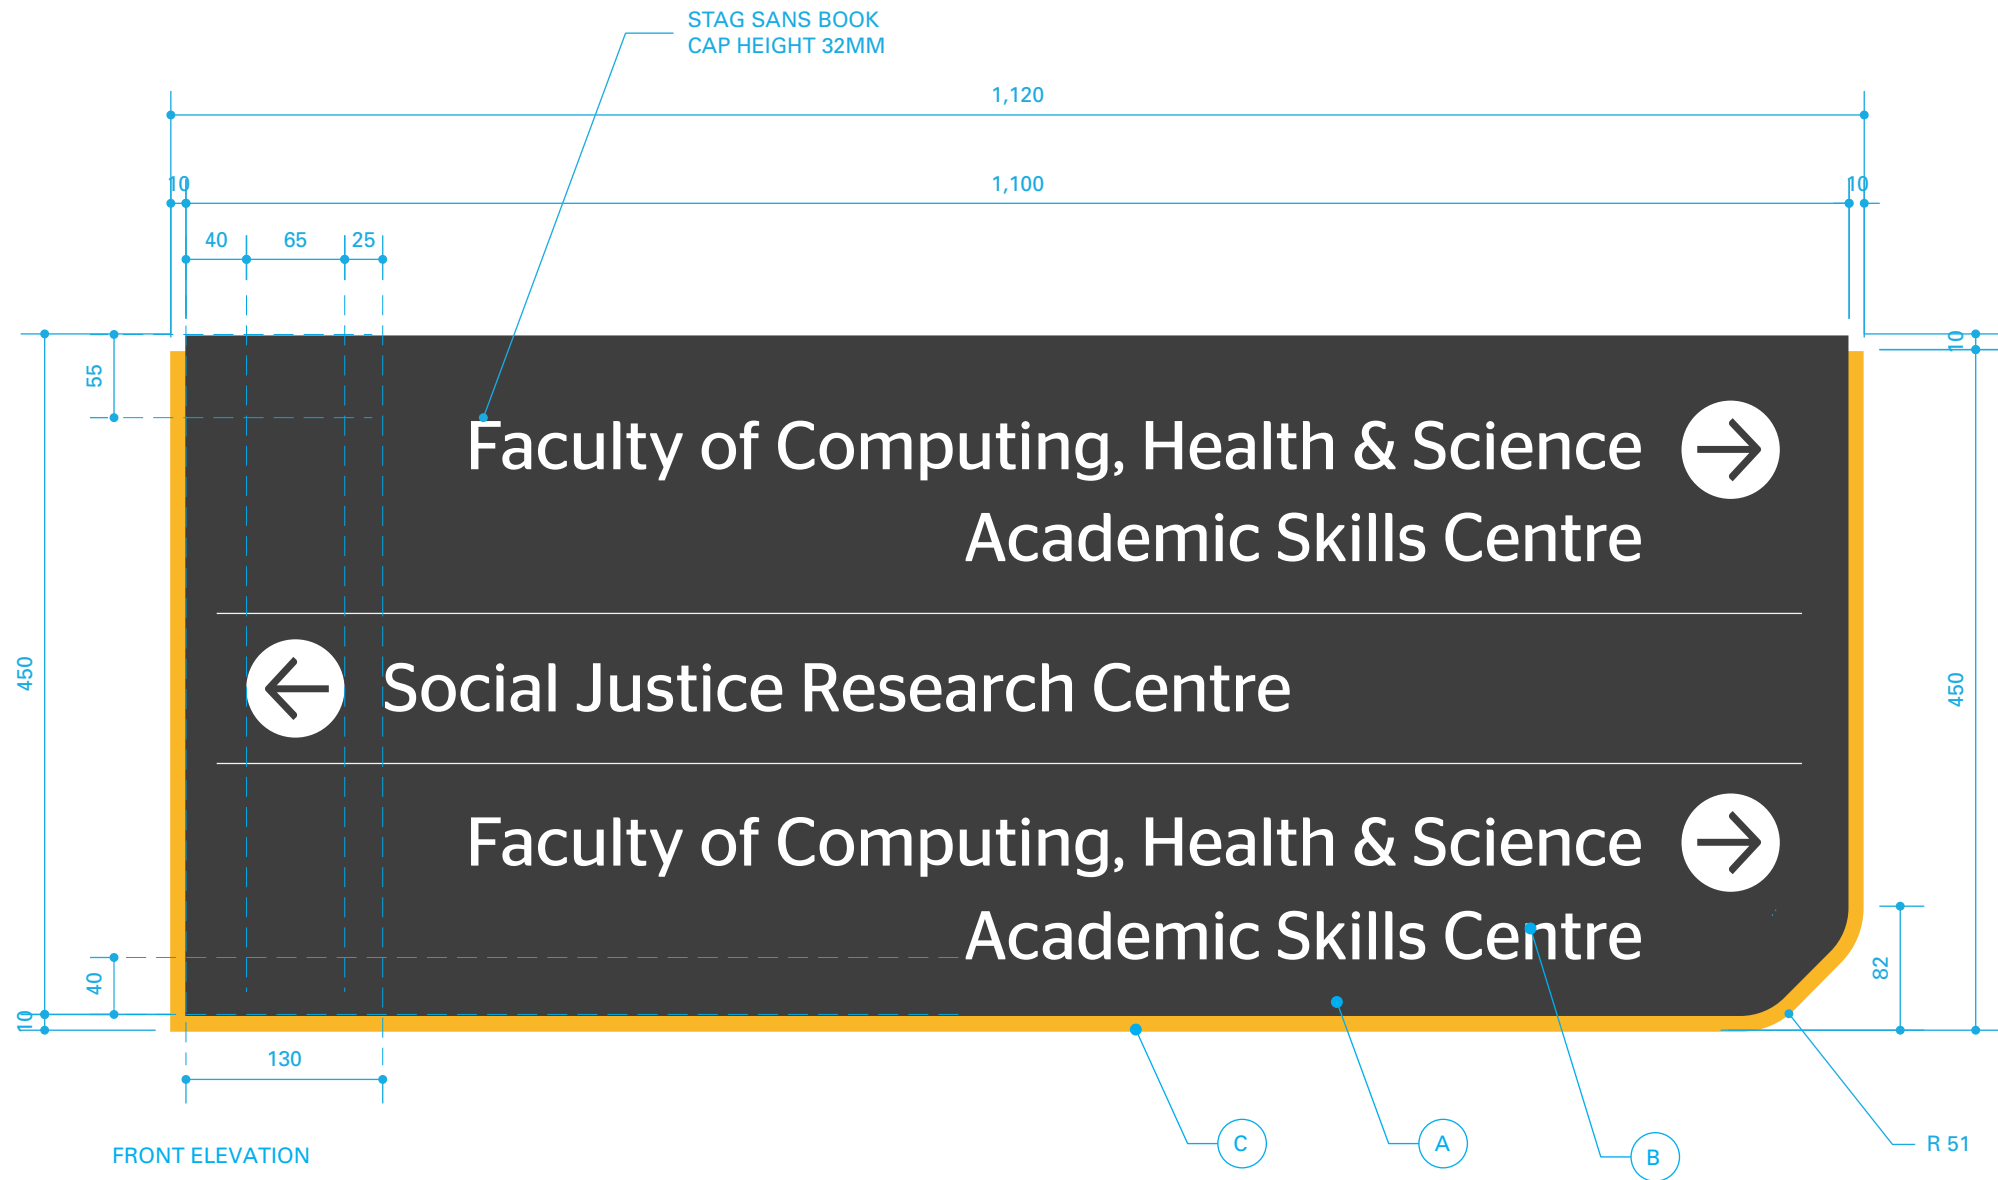 STAG SANS BOOK
CAP HEIGHT 32MM
1,120
10
1,100
10
40
65
25
55
10
Faculty of Computing, Health & Science
Academic Skills Centre
450
Social Justice Research Centre
450
Faculty of Computing, Health & Science
Academic Skills Centre
40
82
10
130
FRONT ELEVATION
C
A
B
R 51